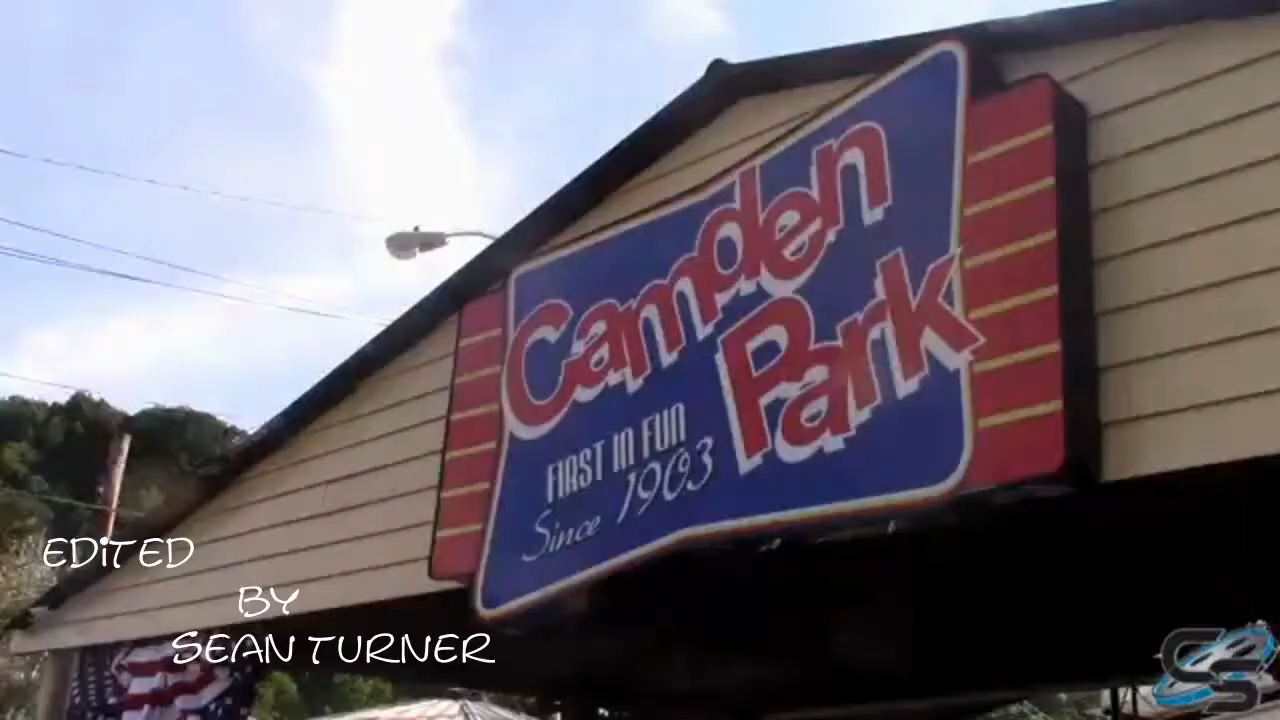 Camden
Park
FIRST IN FUN
Since 1903
EDITED
BY
SEAN TURNER